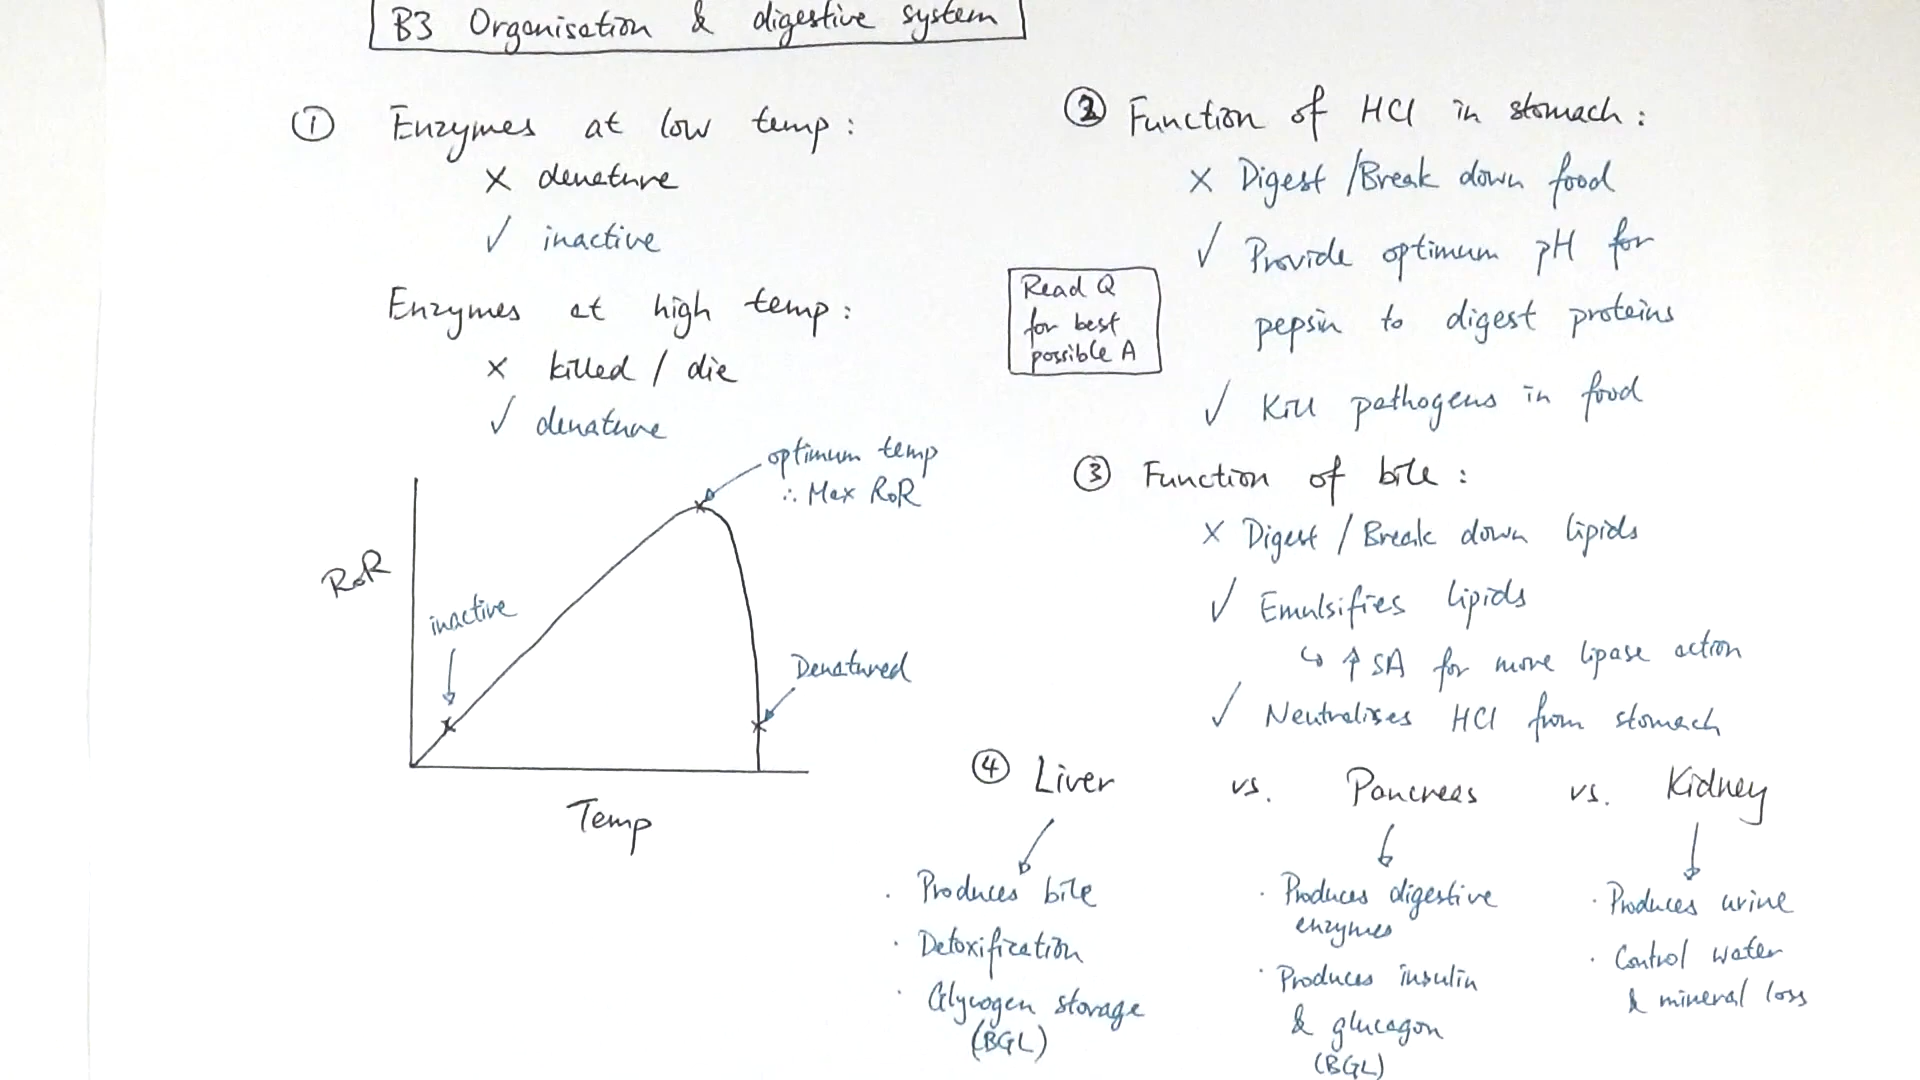 B3 Organisation & digestive system
① Enzymes at low temp:
✗ denature
✓ inactive
Enzymes at high temp:
✗ killed / die
✓ denature
optimum temp
∴ Max RoR
RoR
inactive
Denatured
Temp
② Function of HCl in stomach:
✗ Digest / Break down food
✓ Provide optimum pH for
pepsin to digest proteins
✓ Kill pathogens in food
Read Q
for best
possible A
③ Function of bile:
✗ Digest / Break down lipids
✓ Emulsifies lipids
↳ ↑ SA for more lipase action
✓ Neutralises HCl from stomach
④ Liver vs. Pancreas vs. Kidney
· Produces bile
· Detoxification
· Glycogen storage
(BGL)
· Produces digestive
enzymes
· Produces insulin
& glucagon
(BGL)
· Produces urine
· Control water
& mineral loss